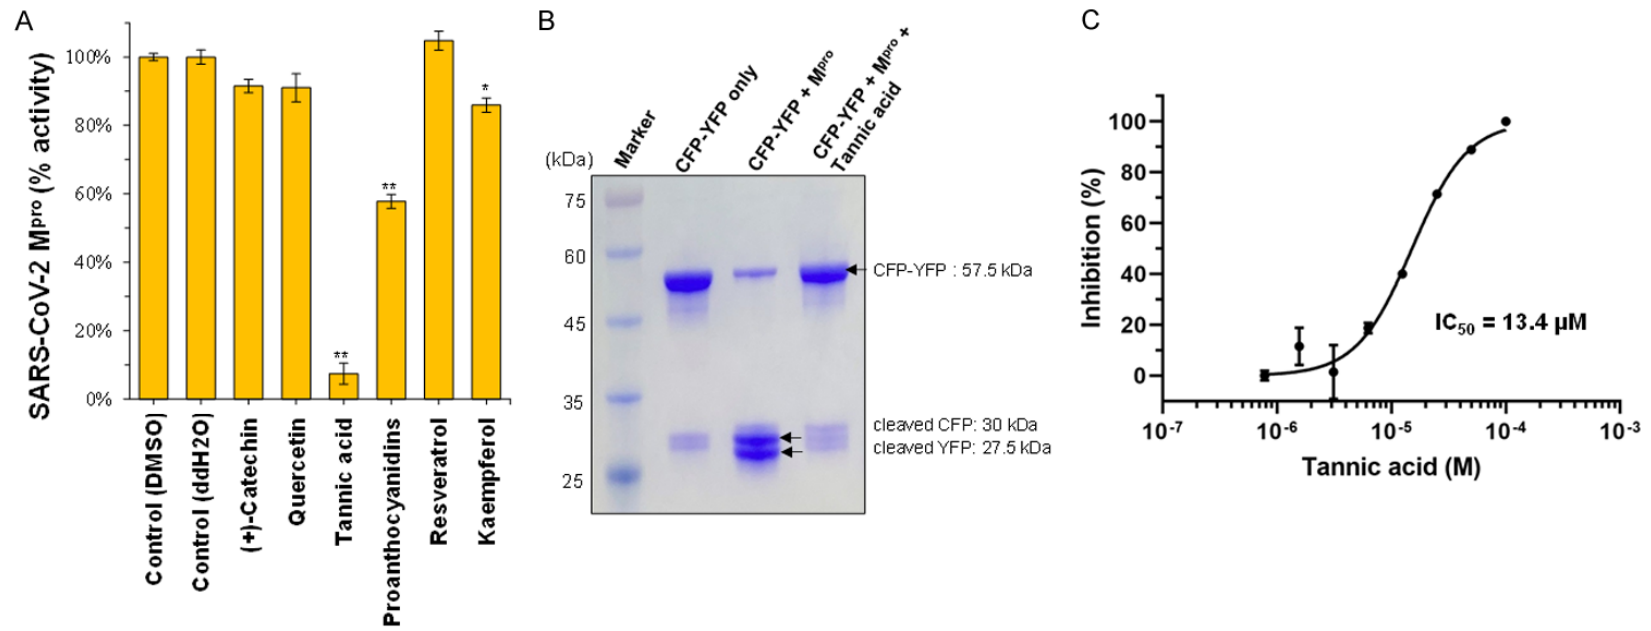 A
SARS-CoV-2 Mᵖʳᵒ (% activity)
100%
80%
60%
40%
20%
0%
**
**
*
Control (DMSO)
Control (ddH2O)
(+)-Catechin
Quercetin
Tannic acid
Proanthocyanidins
Resveratrol
Kaempferol
B
(kDa)
Marker
CFP-YFP only
CFP-YFP + Mᵖʳᵒ
CFP-YFP + Mᵖʳᵒ +
Tannic acid
75
60
45
35
25
CFP-YFP : 57.5 kDa
cleaved CFP: 30 kDa
cleaved YFP: 27.5 kDa
C
Inhibition (%)
100
80
60
40
20
0
IC₅₀ = 13.4 µM
10⁻⁷
10⁻⁶
10⁻⁵
10⁻⁴
10⁻³
Tannic acid (M)